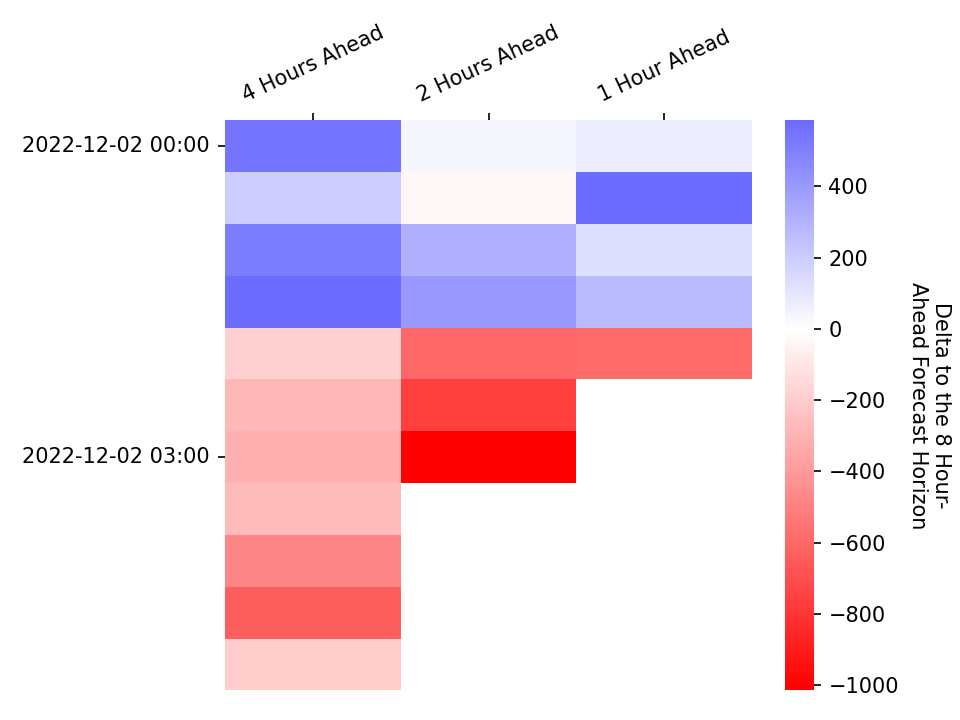 4 Hours Ahead
2 Hours Ahead
1 Hour Ahead
2022-12-02 00:00
2022-12-02 03:00
400
200
0
−200
−400
−600
−800
−1000
Delta to the 8 Hour-
Ahead Forecast Horizon